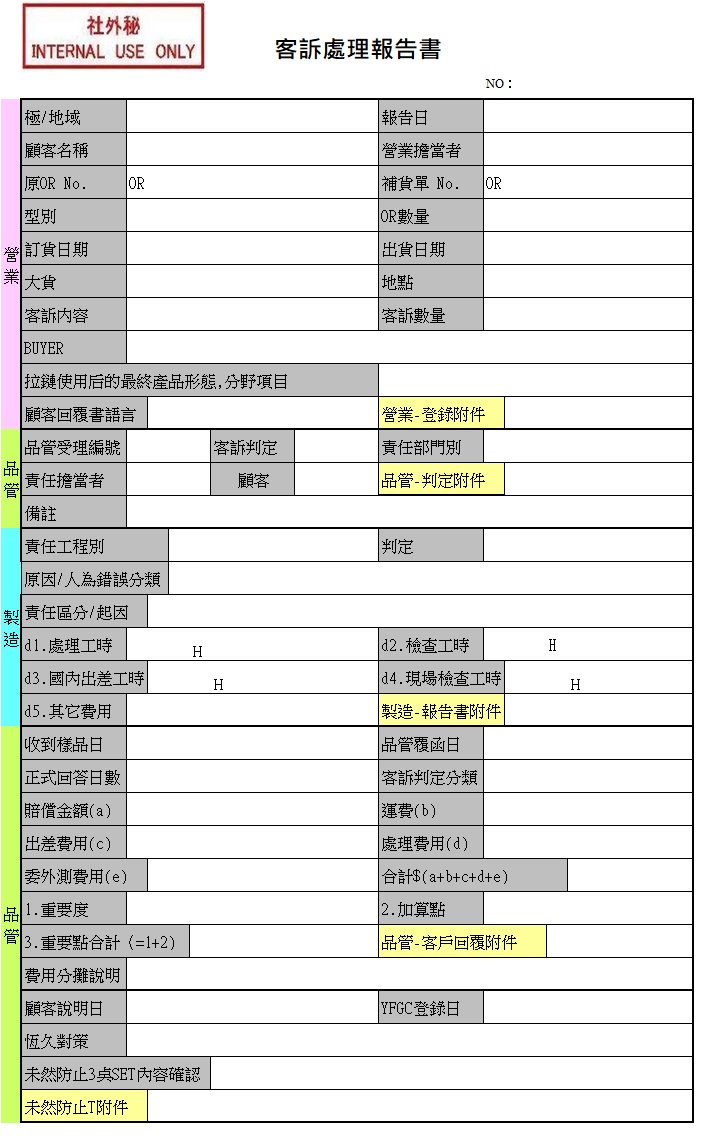 社外秘
INTERNAL USE ONLY
客訴處理報告書
NO：
極/地域 報告日
顧客名稱 營業擔當者
原OR No. OR 補貨單 No. OR
型別 OR數量
訂貨日期 出貨日期
大貨 地點
客訴內容 客訴數量
BUYER
拉鏈使用后的最終產品形態,分野項目
顧客回覆書語言 營業-登錄附件
營業
品管受理編號 客訴判定 責任部門別
責任擔當者 顧客 品管-判定附件
備註
品管
責任工程別 判定
原因/人為錯誤分類
責任區分/起因
d1.處理工時 H d2.檢查工時 H
d3.國內出差工時 H d4.現場檢查工時 H
d5.其它費用 製造-報告書附件
製造
收到樣品日 品管覆函日
正式回答日數 客訴判定分類
賠償金額(a) 運費(b)
出差費用(c) 處理費用(d)
委外測費用(e) 合計$(a+b+c+d+e)
1.重要度 2.加算點
3.重要點合計 (=1+2) 品管-客戶回覆附件
費用分攤說明
顧客說明日 YFGC登錄日
恆久對策
未然防止3奌SET內容確認
未然防止T附件
品管